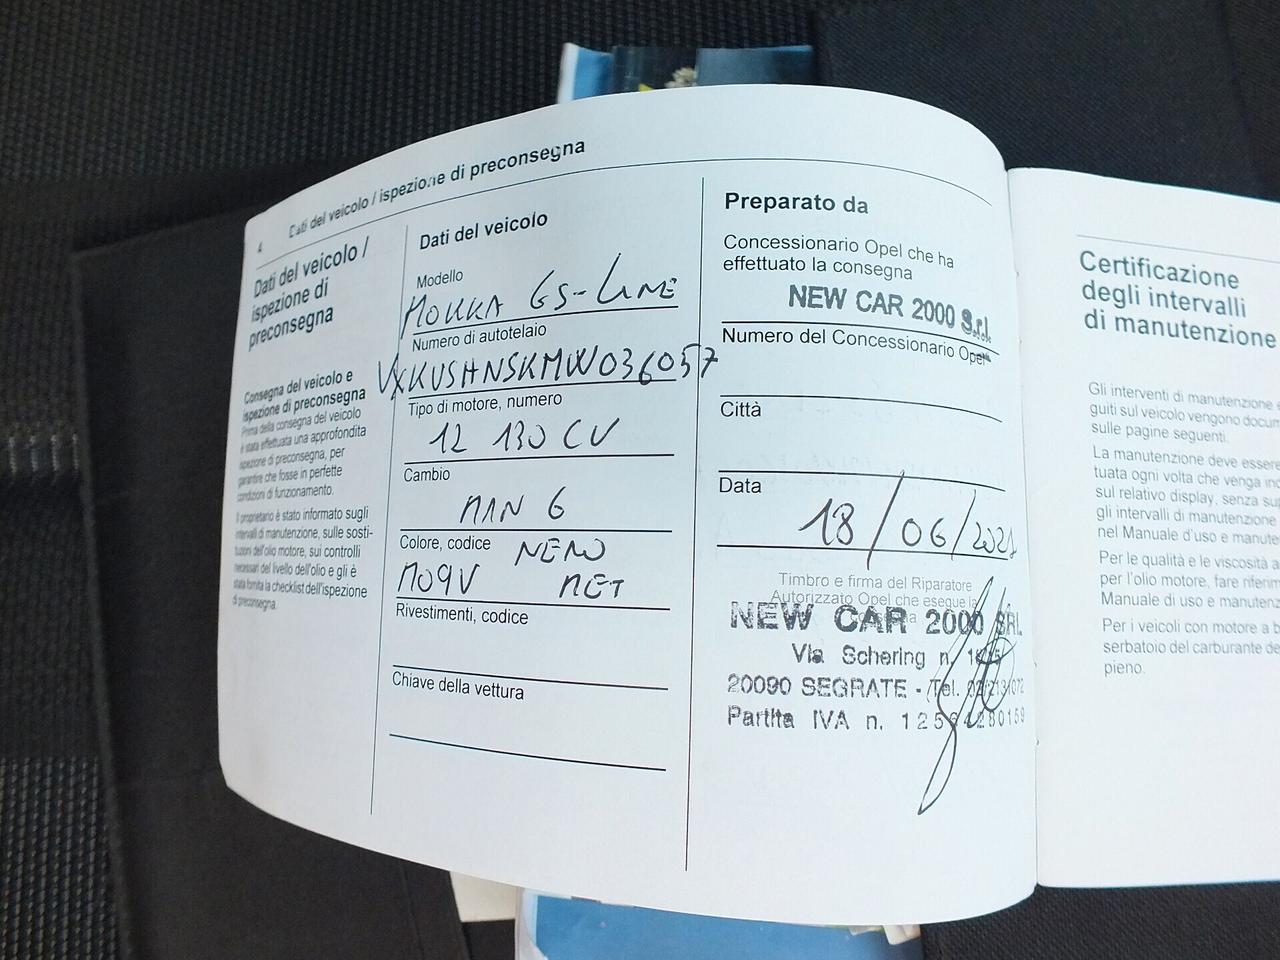 4 Dati del veicolo / ispezione di preconsegna
Dati del veicolo /
ispezione di
preconsegna
Consegna del veicolo e
ispezione di preconsegna
Prima della consegna del veicolo
è stata effettuata una approfondita
ispezione di preconsegna, per
garantire che fosse in perfette
condizioni di funzionamento.
Il proprietario è stato informato sugli
intervalli di manutenzione, sulle sosti-
tuzioni dell'olio motore, sui controlli
necessari del livello dell'olio e gli è
stata fornita la checklist dell'ispezione
di preconsegna.
Dati del veicolo
Modello
MOKKA GS-LINE
Numero di autotelaio
VXKUSHNSKMW036057
Tipo di motore, numero
12 130 CV
Cambio
MAN 6
Colore, codice NERO
M09V MET
Rivestimenti, codice
Chiave della vettura
Preparato da
Concessionario Opel che ha
effettuato la consegna
NEW CAR 2000 S.r.l.
Numero del Concessionario Opel
Città
Data
18/06/2021
Timbro e firma del Riparatore
Autorizzato Opel che esegue la
NEW CAR 2000 SRL
Via Schering n.
20090 SEGRATE - Tel.
Partita IVA n.
Certificazione
degli intervalli
di manutenzione
Gli interventi di manutenzione
guiti sul veicolo vengono docum
sulle pagine seguenti.
La manutenzione deve essere
tuata ogni volta che venga ind
sul relativo display, senza su
gli intervalli di manutenzione
nel Manuale d'uso e manute
Per le qualità e le viscosità a
per l'olio motore, fare riferim
Manuale di uso e manutenz
Per i veicoli con motore a b
serbatoio del carburante de
pieno.